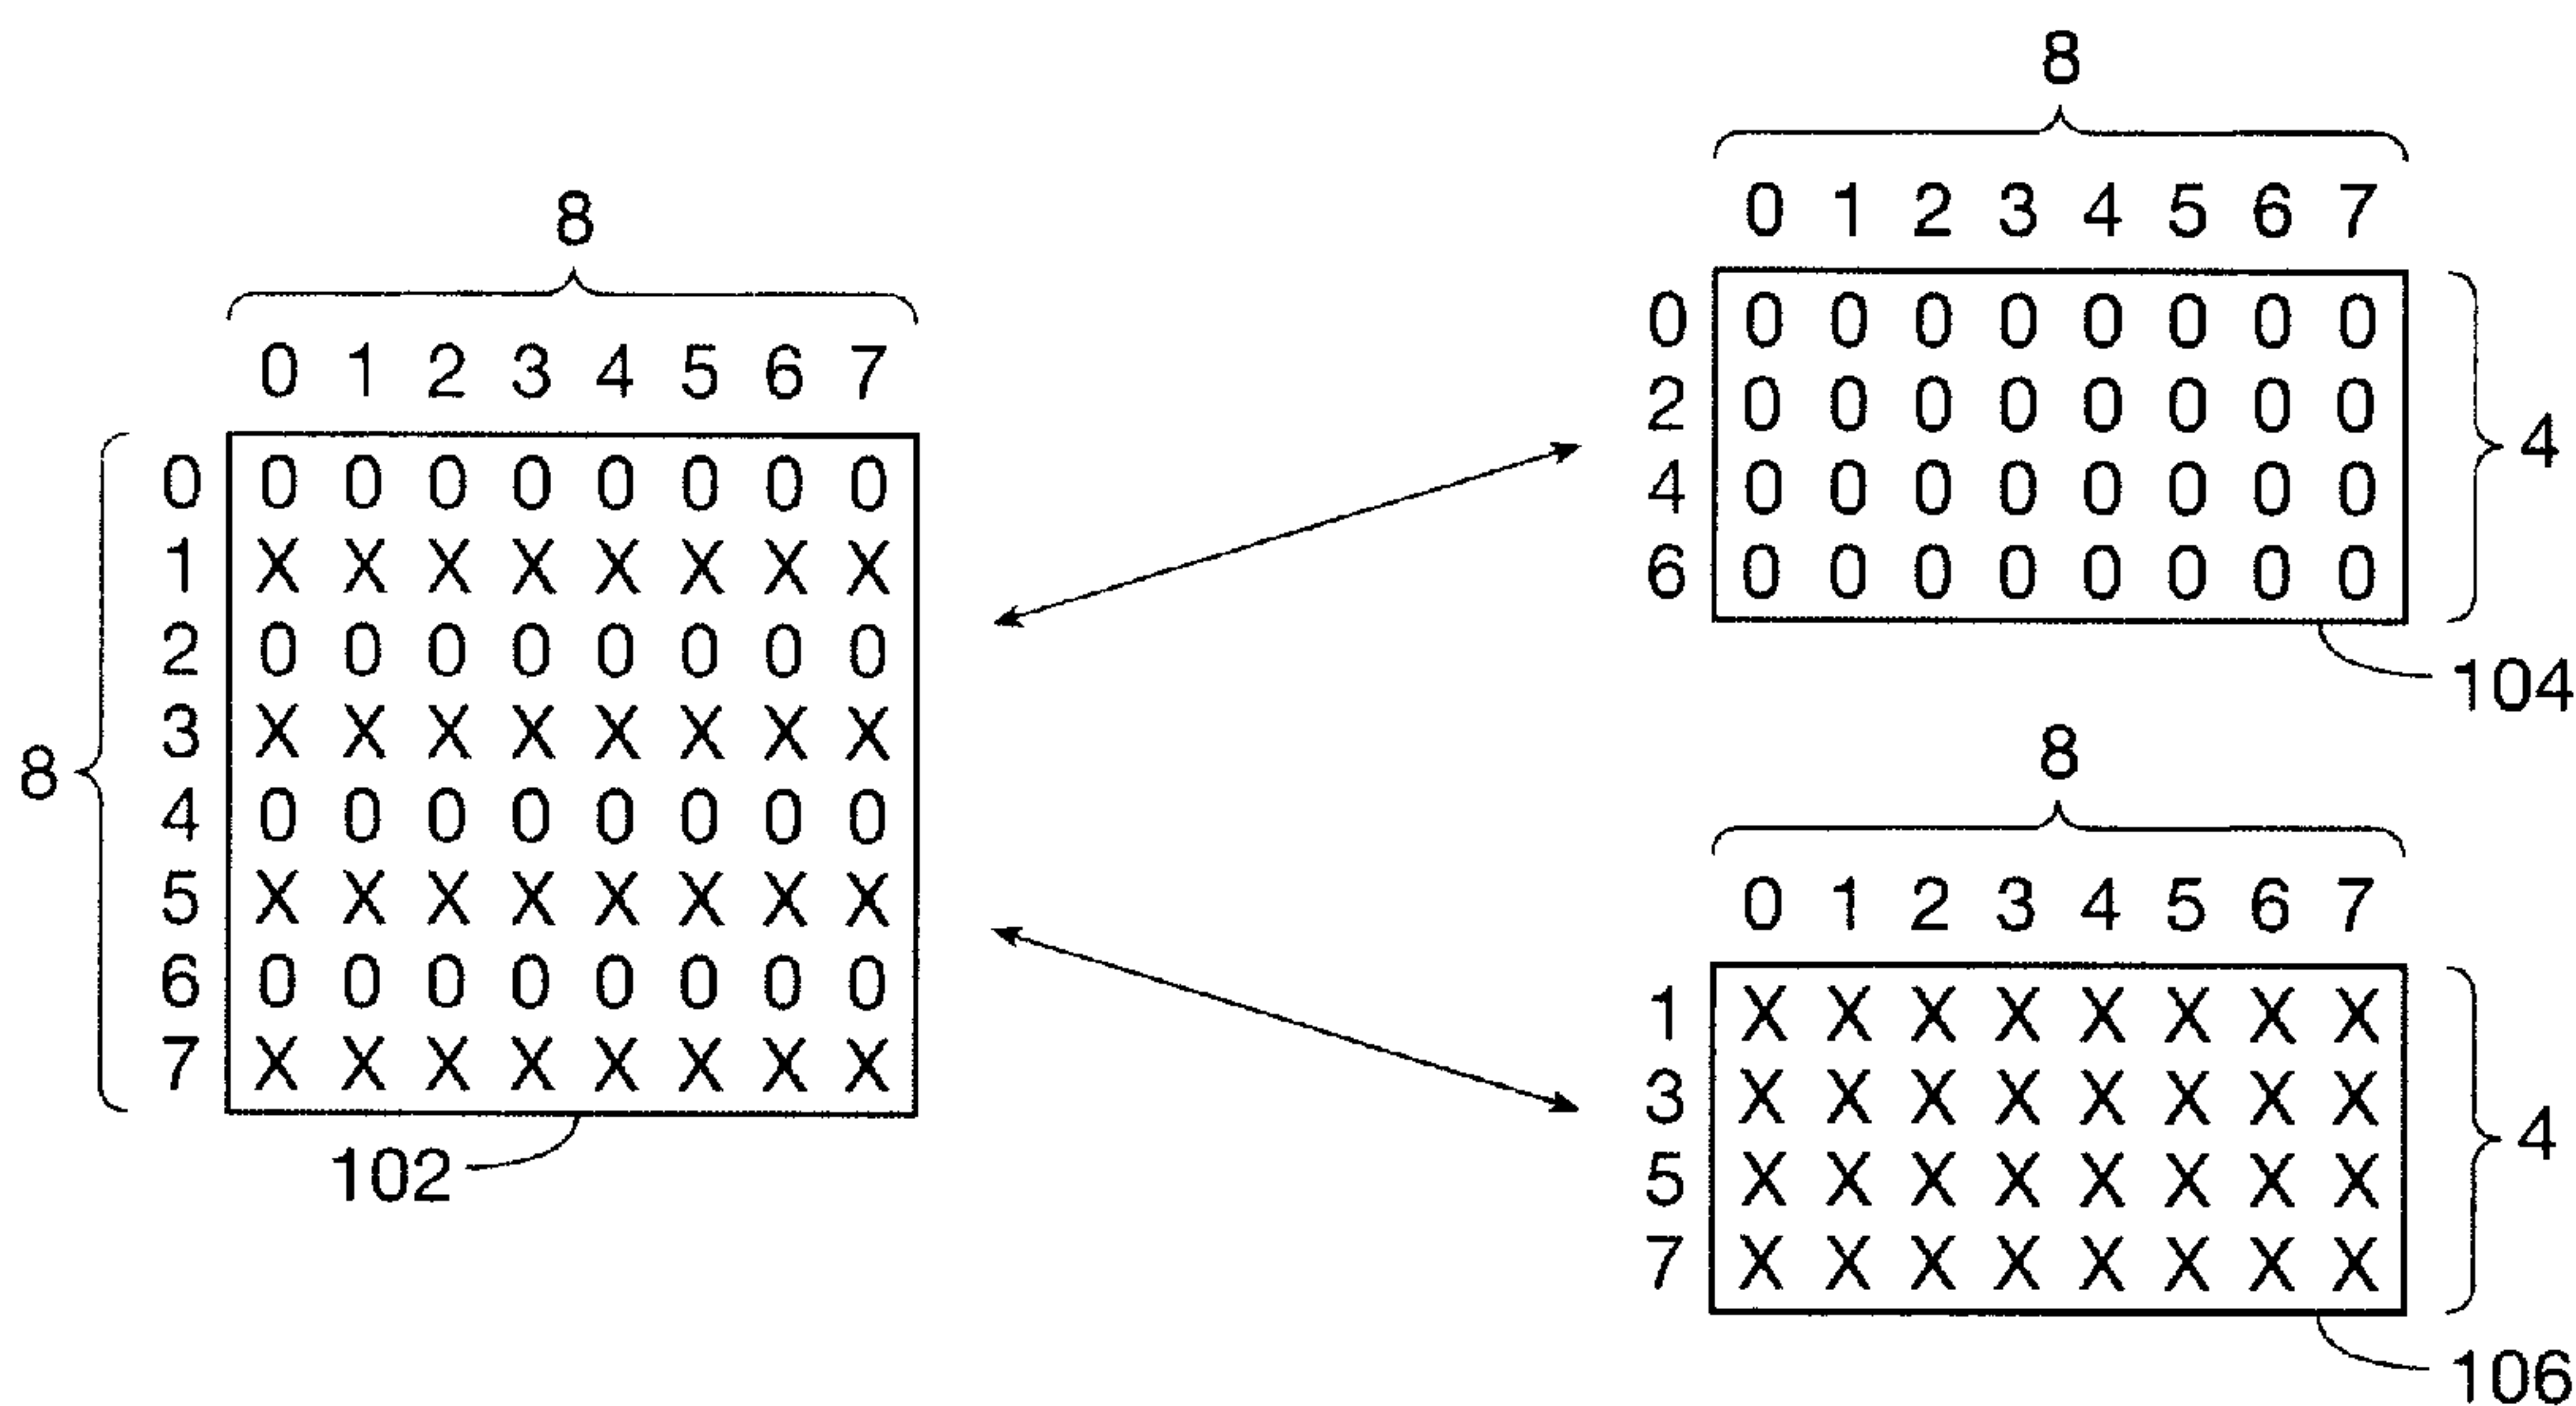 8
0 1 2 3 4 5 6 7
8
0 0 0 0 0 0 0 0 0
1 X X X X X X X X
2 0 0 0 0 0 0 0 0
3 X X X X X X X X
4 0 0 0 0 0 0 0 0
5 X X X X X X X X
6 0 0 0 0 0 0 0 0
7 X X X X X X X X
102
8
0 1 2 3 4 5 6 7
0 0 0 0 0 0 0 0 0
2 0 0 0 0 0 0 0 0
4 0 0 0 0 0 0 0 0
6 0 0 0 0 0 0 0 0
4
104
8
0 1 2 3 4 5 6 7
1 X X X X X X X X
3 X X X X X X X X
5 X X X X X X X X
7 X X X X X X X X
4
106